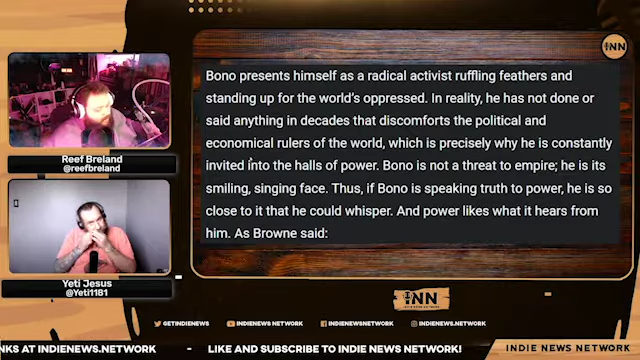 INN
Bono presents himself as a radical activist ruffling feathers and
standing up for the world's oppressed. In reality, he has not done or
said anything in decades that discomforts the political and
economical rulers of the world, which is precisely why he is constantly
invited into the halls of power. Bono is not a threat to empire; he is its
smiling, singing face. Thus, if Bono is speaking truth to power, he is so
close to it that he could whisper. And power likes what it hears from
him. As Browne said:
Reef Breland
@reefbreland
Yeti Jesus
@Yeti1181
INN
INDIE NEWS NETWORK
GETINDIENEWS
INDIENEWS NETWORK
INDIENEWS NETWORK
INDIENEWS.NETWORK
NKS AT INDIENEWS.NETWORK - LIKE AND SUBSCRIBE TO INDIE NEWS NETWORK!
INDIE NEWS NETWORK